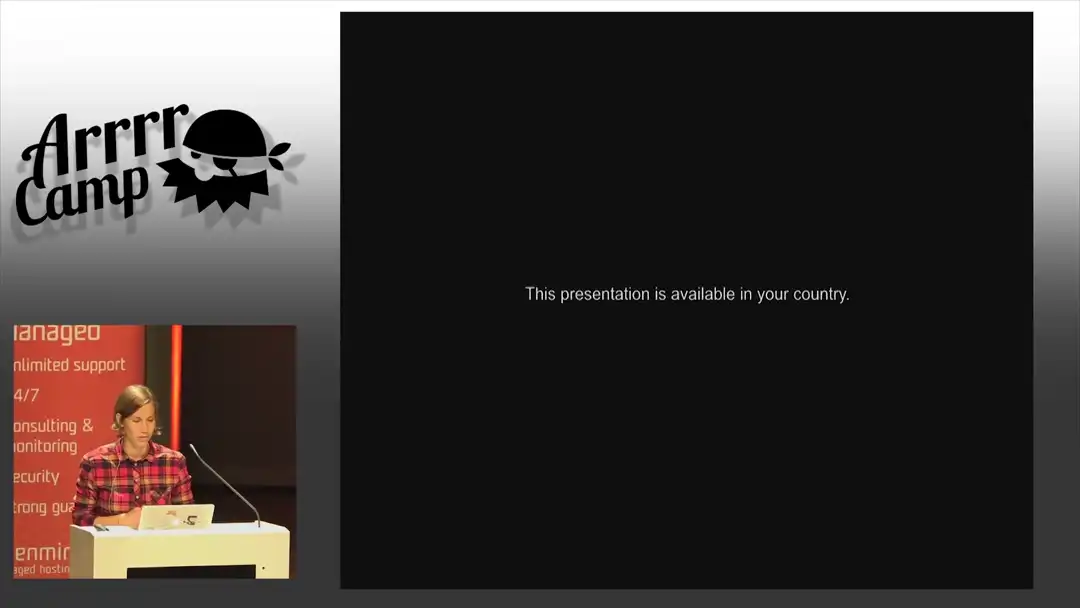 Arrrr
Camp
This presentation is available in your country.
anaged
nlimited support
4/7
onsulting &
onitoring
ecurity
trong gua
enmin
aged hostin